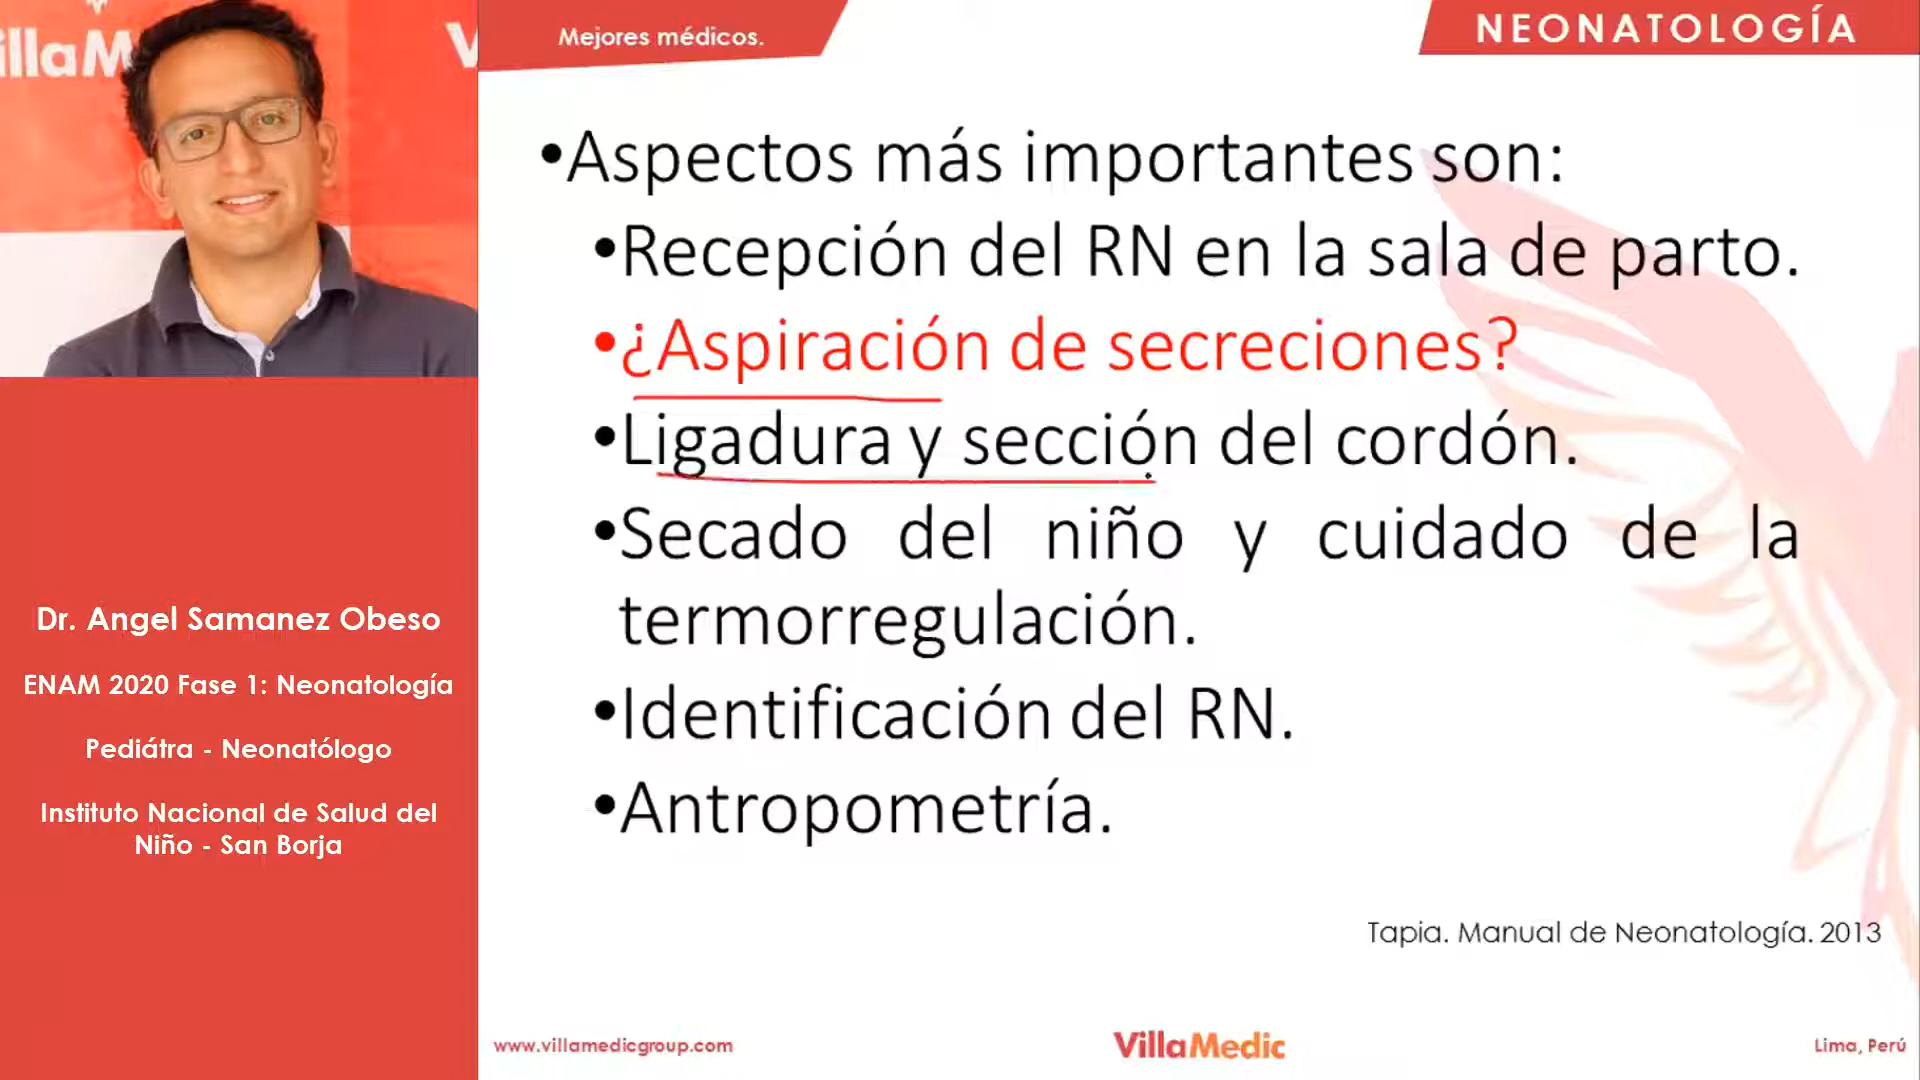 illaM
V
Mejores médicos.
NEONATOLOGÍA
•Aspectos más importantes son:
•Recepción del RN en la sala de parto.
•¿Aspiración de secreciones?
•Ligadura y sección del cordón.
•Secado del niño y cuidado de la
termorregulación.
•Identificación del RN.
•Antropometría.
Tapia. Manual de Neonatología. 2013
Dr. Angel Samanez Obeso
ENAM 2020 Fase 1: Neonatología
Pediátra - Neonatólogo
Instituto Nacional de Salud del
Niño - San Borja
www.villamedicgroup.com
VillaMedic
Lima, Perú